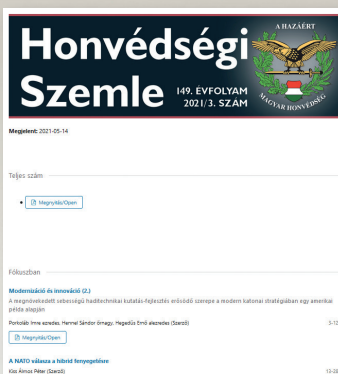 Honvédségi
Szemle
149. ÉVFOLYAM
2021/3. SZÁM
A HAZÁÉRT
MAGYAR HONVÉDSÉG
Megjelent: 2021-05-14
Teljes szám
Megnyitás/Open
Fókuszban
Modernizáció és innováció (2.)
A megnövekedett sebességű haditechnikai kutatás-fejlesztés erősödő szerepe a modern katonai stratégiában egy amerikai
példa alapján
Porkoláb Imre ezredes, Hennel Sándor őrnagy, Hegedűs Ernő alezredes (Szerző)
3-12
Megnyitás/Open
A NATO válasza a hibrid fenyegetésre
Kiss Álmos Péter (Szerző)
13-28